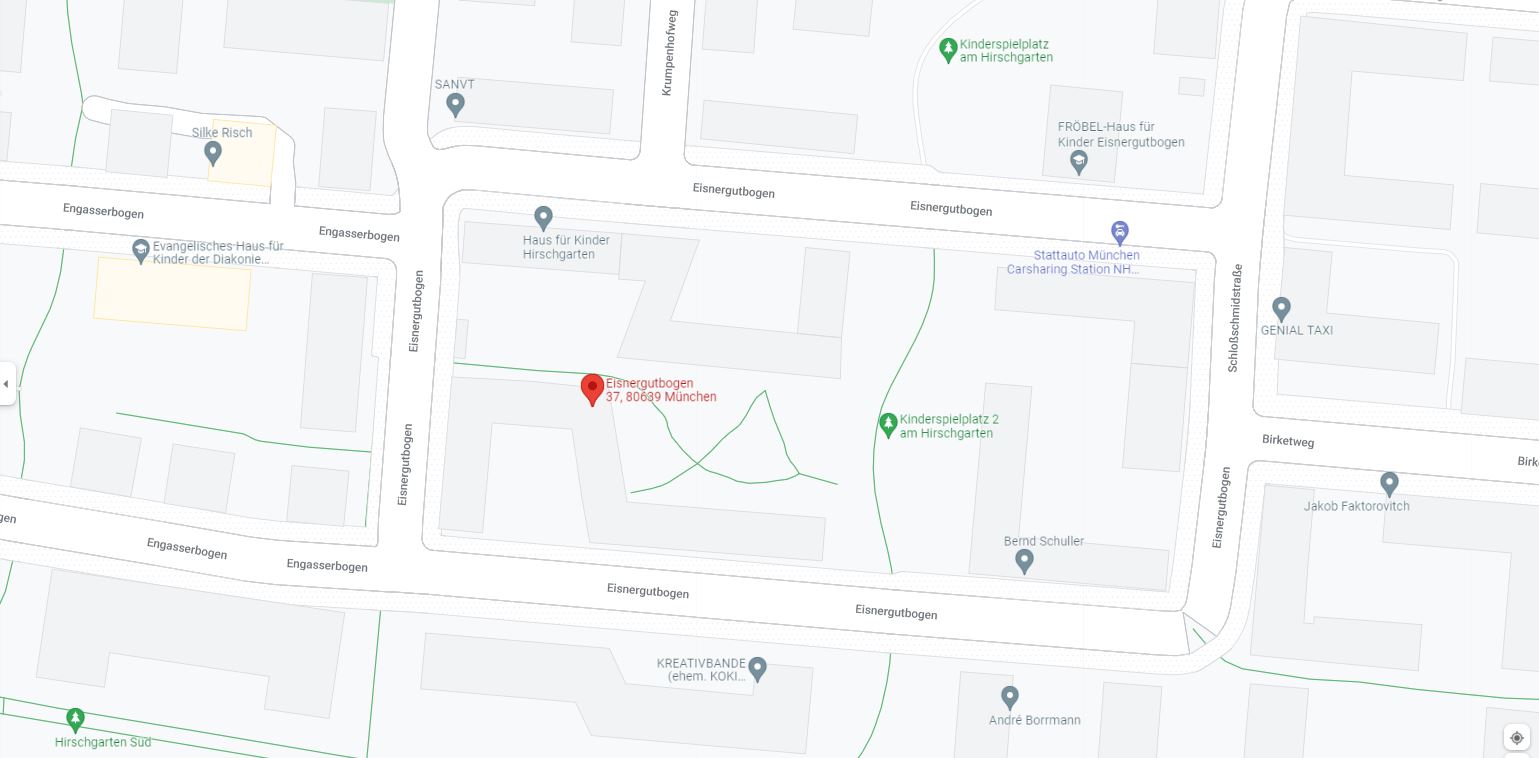 Krumpenhofweg
Kinderspielplatz
am Hirschgarten
SANVT
Silke Risch
FRÖBEL-Haus für
Kinder Eisnergutbogen
Eisnergutbogen
Eisnergutbogen
Engasserbogen
Engasserbogen
Evangelisches Haus für
Kinder der Diakonie...
Haus für Kinder
Hirschgarten
Stattauto München
Carsharing Station NH...
Eisnergutbogen
Schloßschmidstraße
GENIAL TAXI
Eisnergutbogen
37, 80639 München
Kinderspielplatz 2
am Hirschgarten
Birketweg
Birk
Eisnergutbogen
Eisnergutbogen
Jakob Faktorovitch
gen
Engasserbogen
Engasserbogen
Bernd Schuller
Eisnergutbogen
Eisnergutbogen
KREATIVBANDE
(ehem. KOKI...
André Borrmann
Hirschgarten Süd